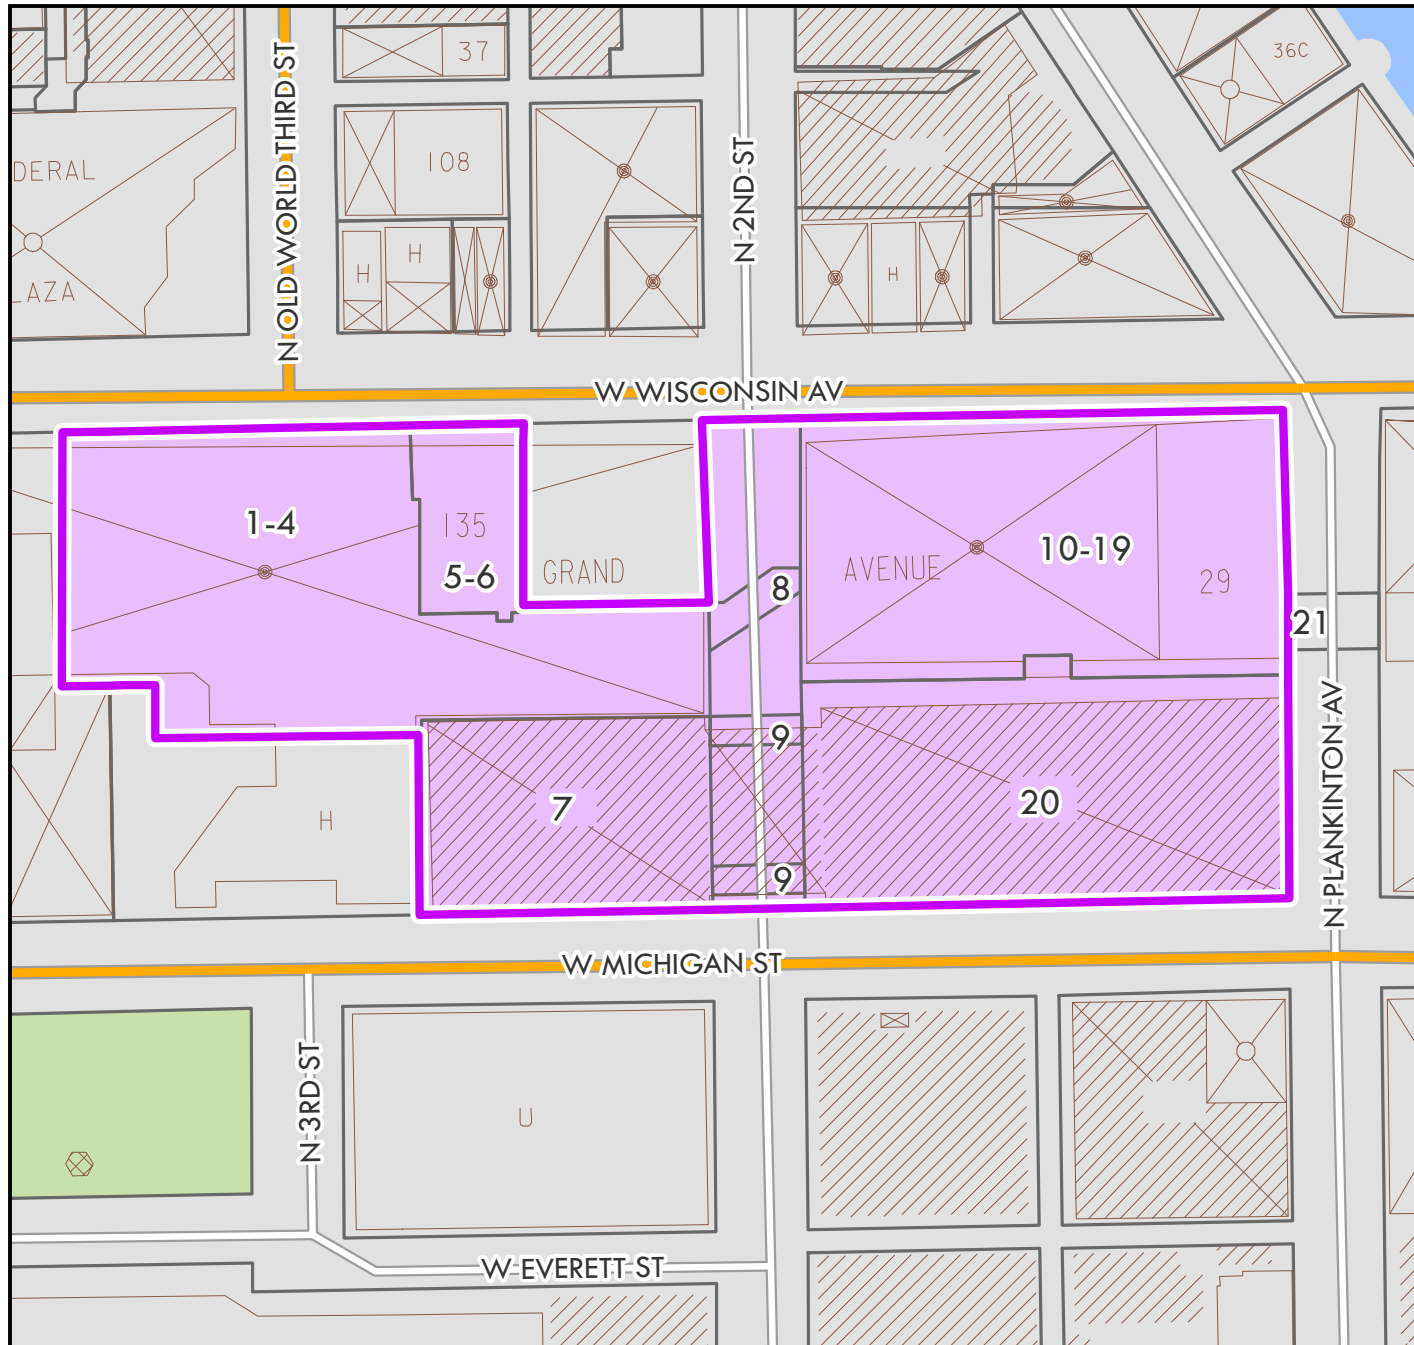 37
36C
N OLD WORLD THIRD ST
108
N 2ND ST
DERAL
H
H
H
LAZA
W WISCONSIN AV
1-4
135
5-6
GRAND
8
AVENUE
10-19
29
21
9
7
20
H
9
N PLANKINTON AV
W MICHIGAN ST
N 3RD ST
U
W EVERETT ST